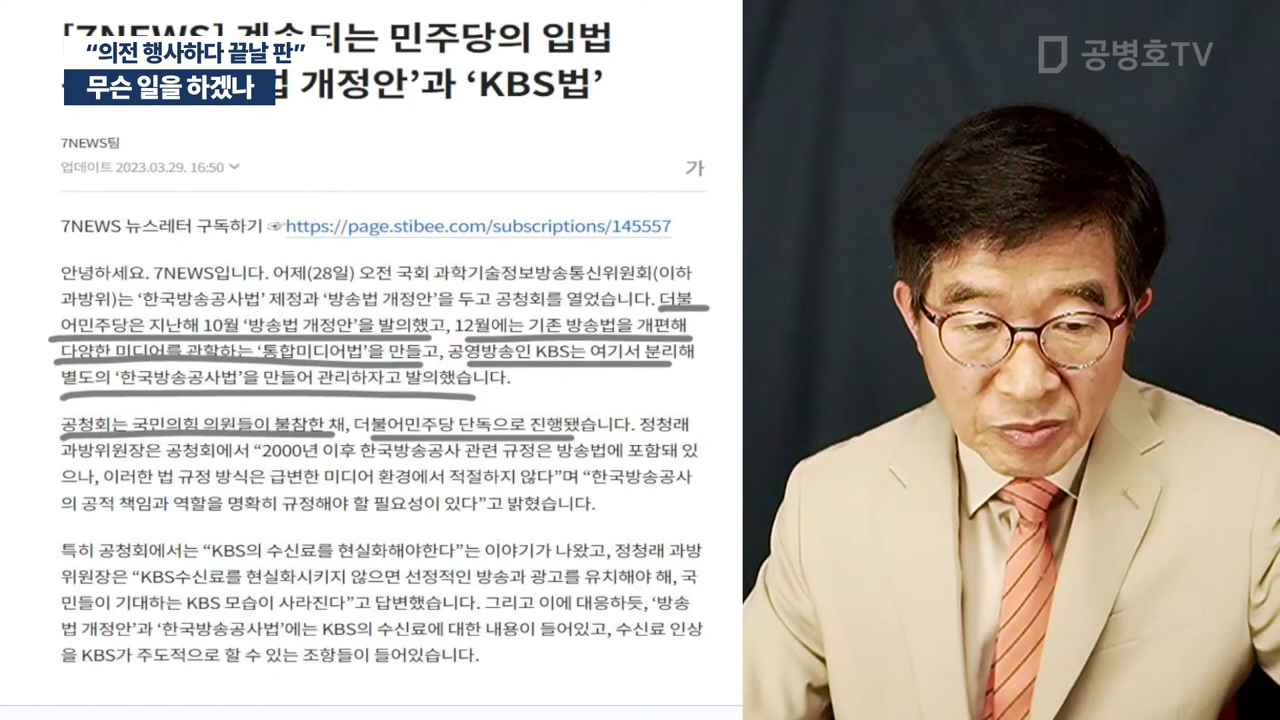 [7NEWS] 계속되는 민주당의 입법
“의전 행사하다 끝날 판”
무슨 일을 하겠나
법 개정안’과 ‘KBS법’
공병호TV
7NEWS팀
업데이트 2023.03.29. 16:50
가
7NEWS 뉴스레터 구독하기 ☞https://page.stibee.com/subscriptions/145557
안녕하세요. 7NEWS입니다. 어제(28일) 오전 국회 과학기술정보방송통신위원회(이하
과방위)는 ‘한국방송공사법’ 제정과 ‘방송법 개정안’을 두고 공청회를 열었습니다. 더불
어민주당은 지난해 10월 ‘방송법 개정안’을 발의했고, 12월에는 기존 방송법을 개편해
다양한 미디어를 관할하는 ‘통합미디어법’을 만들고, 공영방송인 KBS는 여기서 분리해
별도의 ‘한국방송공사법’을 만들어 관리하자고 발의했습니다.
공청회는 국민의힘 의원들이 불참한 채, 더불어민주당 단독으로 진행됐습니다. 정청래
과방위원장은 공청회에서 “2000년 이후 한국방송공사 관련 규정은 방송법에 포함돼 있
으나, 이러한 법 규정 방식은 급변한 미디어 환경에서 적절하지 않다”며 “한국방송공사
의 공적 책임과 역할을 명확히 규정해야 할 필요성이 있다”고 밝혔습니다.
특히 공청회에서는 “KBS의 수신료를 현실화해야한다”는 이야기가 나왔고, 정청래 과방
위원장은 “KBS수신료를 현실화시키지 않으면 선정적인 방송과 광고를 유치해야 해, 국
민들이 기대하는 KBS 모습이 사라진다”고 답변했습니다. 그리고 이에 대응하듯, ‘방송
법 개정안’과 ‘한국방송공사법’에는 KBS의 수신료에 대한 내용이 들어있고, 수신료 인상
을 KBS가 주도적으로 할 수 있는 조항들이 들어있습니다.